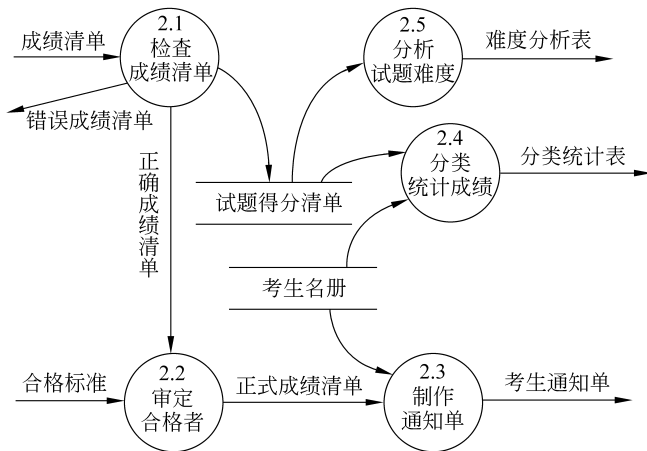 成绩清单
2.1
检查
成绩清单
错误成绩清单
2.5
分析
试题难度
难度分析表
2.4
分类
统计成绩
分类统计表
正确成绩清单
试题得分清单
考生名册
合格标准
2.2
审定
合格者
正式成绩清单
2.3
制作
通知单
考生通知单